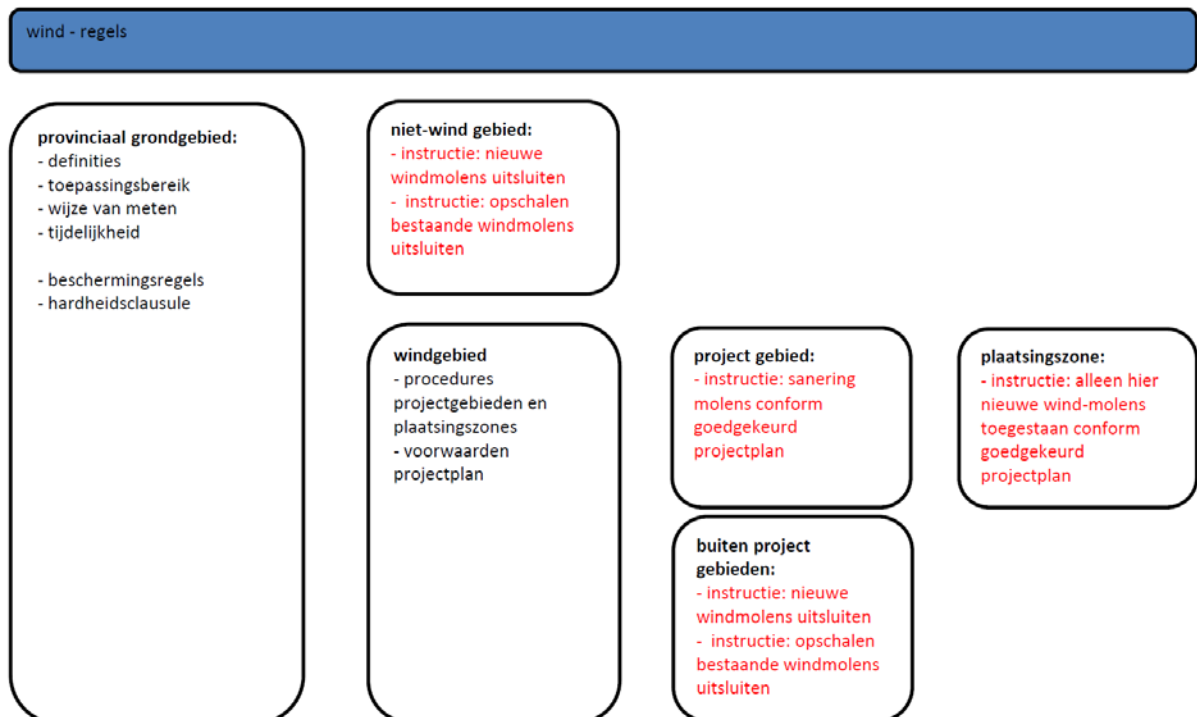 wind - regels
provinciaal grondgebied:
- definities
- toepassingsbereik
- wijze van meten
- tijdelijkheid
- beschermingsregels
- hardheidsclausule
niet-wind gebied:
- instructie: nieuwe
windmolens uitsluiten
- instructie: opschalen
bestaande windmolens
uitsluiten
windgebied
- procedures
projectgebieden en
plaatsingszones
- voorwaarden
projectplan
project gebied:
- instructie: sanering
molens conform
goedgekeurd
projectplan
plaatsingszone:
- instructie: alleen hier
nieuwe wind-molens
toegestaan conform
goedgekeurd
projectplan
buiten project
gebieden:
- instructie: nieuwe
windmolens uitsluiten
- instructie: opschalen
bestaande windmolens
uitsluiten